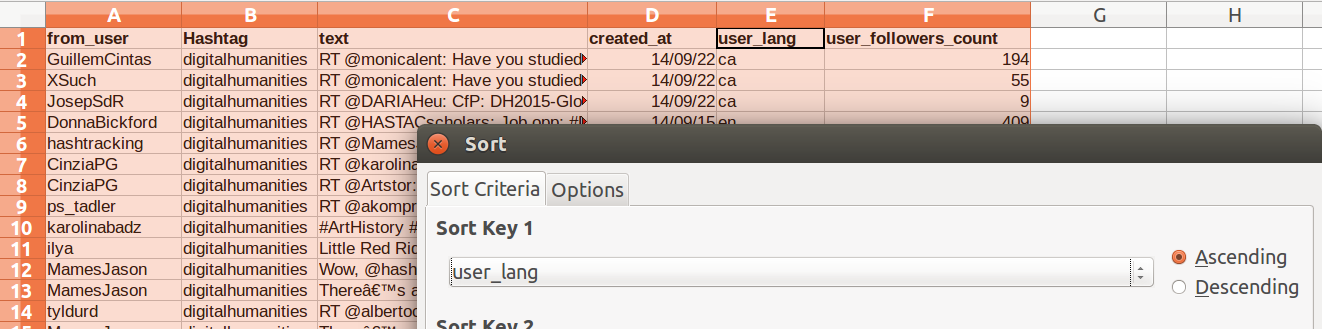 A B C D E F G H
1 from_user Hashtag text created_at user_lang user_followers_count
2 GuillemCintas digitalhumanities RT @monicalent: Have you studied 14/09/22 ca 194
3 XSuch digitalhumanities RT @monicalent: Have you studied 14/09/22 ca 55
4 JosepSdR digitalhumanities RT @DARIAHeu: CfP: DH2015-Glo 14/09/22 ca 9
5 DonnaBickford digitalhumanities RT @HASTACscholars: Job opp: 14/09/15 en 409
6 hashtracking digitalhumanities RT @Mames
Sort
7 CinziaPG digitalhumanities RT @karolina
8 CinziaPG digitalhumanities RT @Artstor:
Sort Criteria Options
9 ps_tadler digitalhumanities RT @akompr
10 karolinabadz digitalhumanities #ArtHistory #
Sort Key 1
11 ilya digitalhumanities Little Red Rid
Ascending
12 MamesJason digitalhumanities Wow, @hash
user_lang
13 MamesJason digitalhumanities Thereâ€™s a
Descending
14 tyldurd digitalhumanities RT @albertoc
Sort Key 2